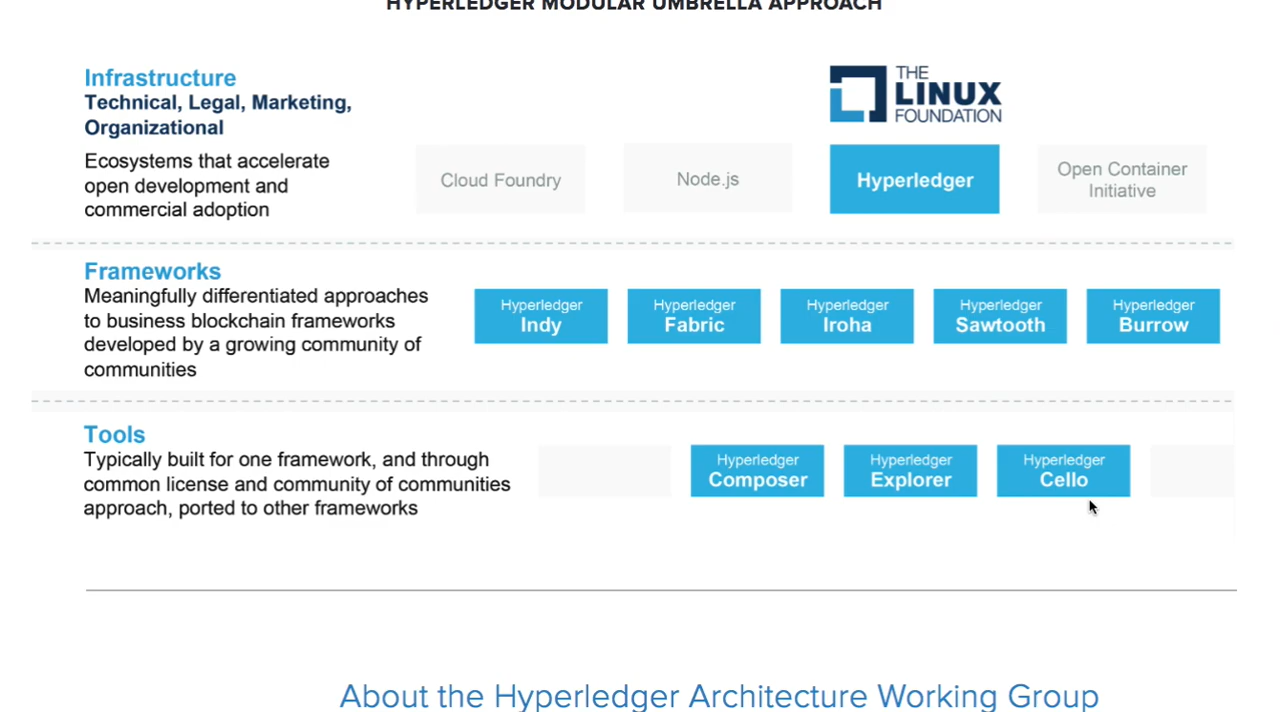 HYPERLEDGER MODULAR UMBRELLA APPROACH
Infrastructure
Technical, Legal, Marketing,
Organizational
Ecosystems that accelerate
open development and
commercial adoption
THE
LINUX
FOUNDATION
Cloud Foundry
Node.js
Hyperledger
Open Container
Initiative
Frameworks
Meaningfully differentiated approaches
to business blockchain frameworks
developed by a growing community of
communities
Hyperledger
Indy
Hyperledger
Fabric
Hyperledger
Iroha
Hyperledger
Sawtooth
Hyperledger
Burrow
Tools
Typically built for one framework, and through
common license and community of communities
approach, ported to other frameworks
Hyperledger
Composer
Hyperledger
Explorer
Hyperledger
Cello
About the Hyperledger Architecture Working Group